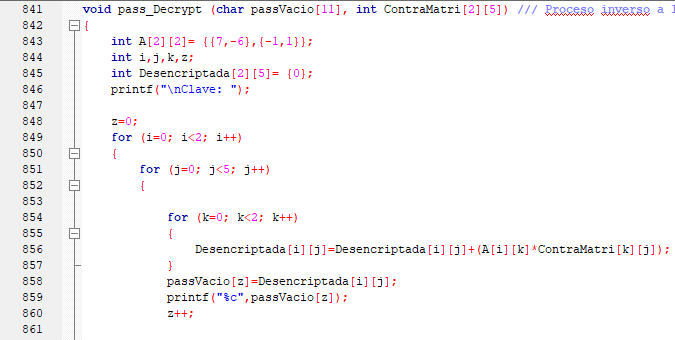 841 void pass_Decrypt (char passVacio[11], int ContraMatri[2][5]) /// Proceso inverso a
842 {
843 int A[2][2]= {{7,-6},{-1,1}};
844 int i,j,k,z;
845 int Desencriptada[2][5]= {0};
846 printf("\nClave: ");
847
848 z=0;
849 for (i=0; i<2; i++)
850 {
851 for (j=0; j<5; j++)
852 {
853
854 for (k=0; k<2; k++)
855 {
856 Desencriptada[i][j]=Desencriptada[i][j]+(A[i][k]*ContraMatri[k][j]);
857 }
858 passVacio[z]=Desencriptada[i][j];
859 printf("%c",passVacio[z]);
860 z++;
861